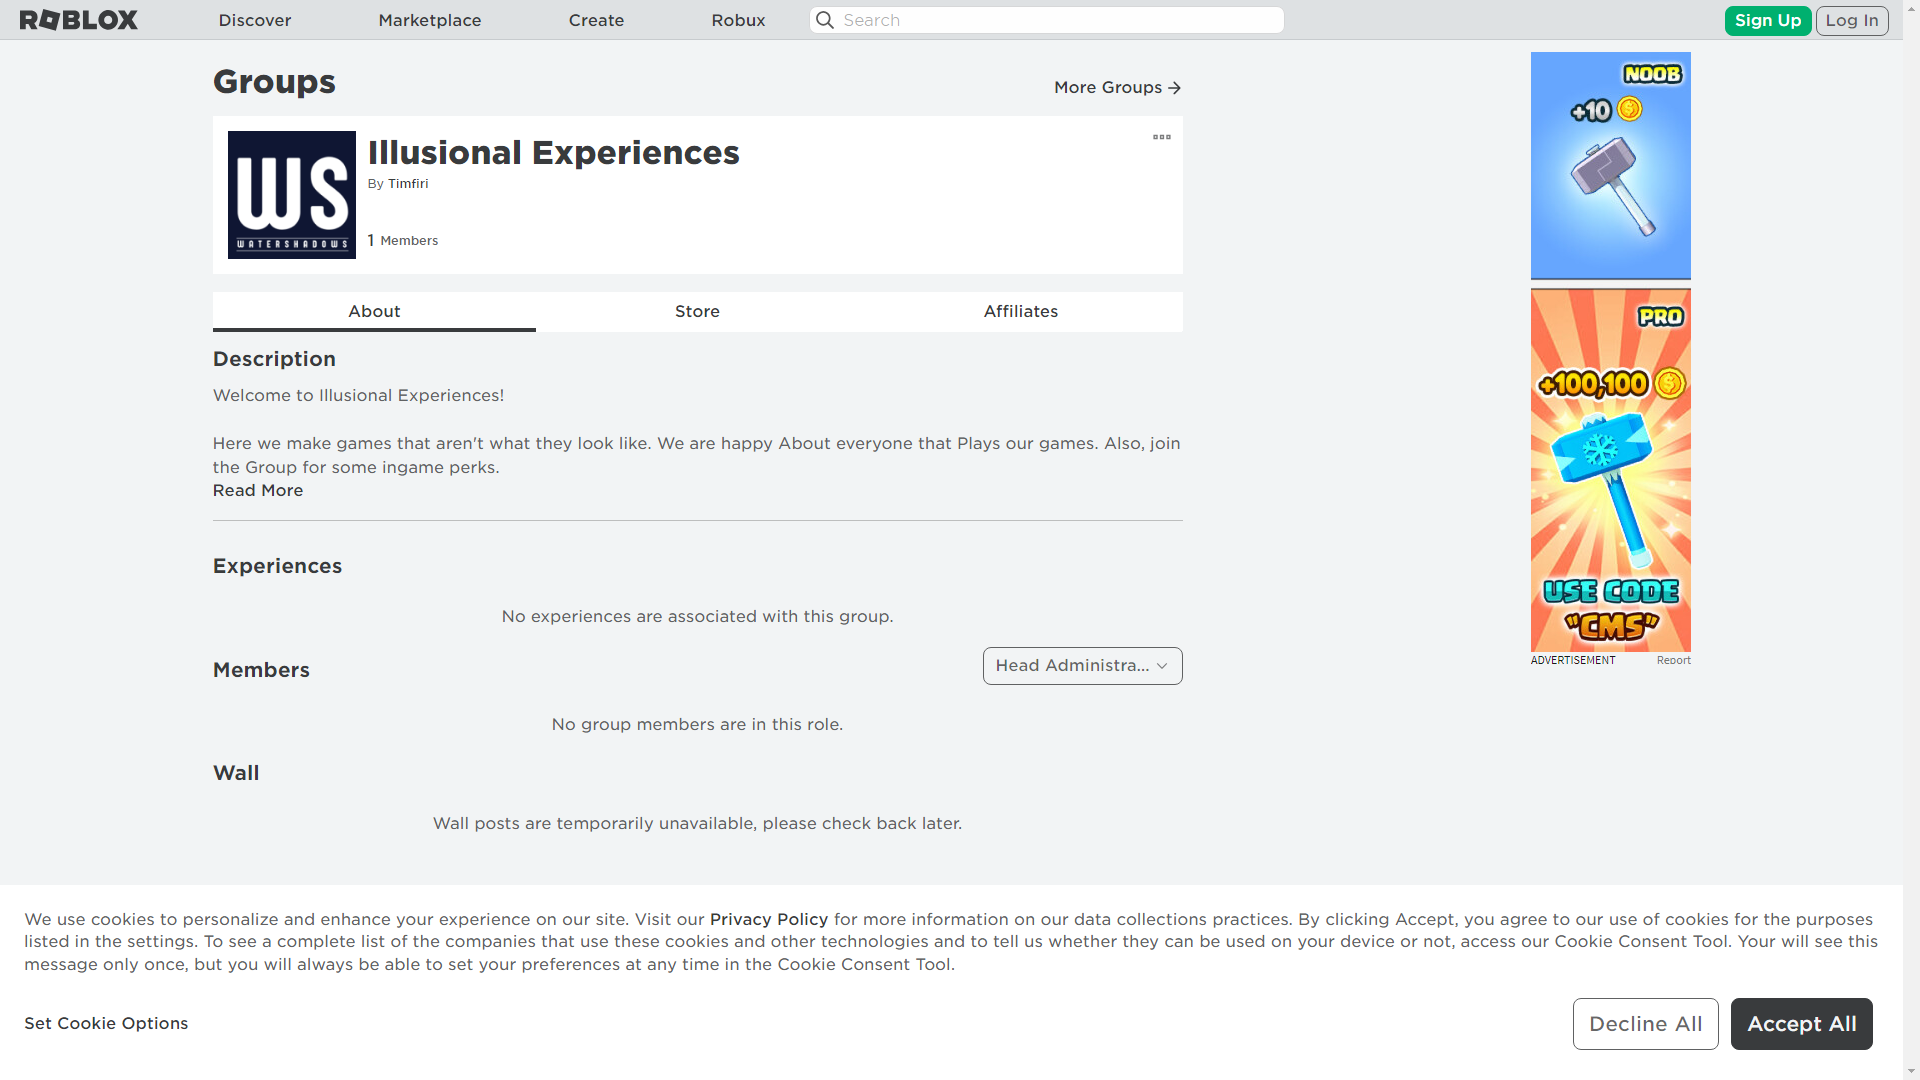 ROBLOX
Discover
Marketplace
Create
Robux
Search
Sign Up
Log In
Groups
More Groups
WS
WATERSHADOWS
Illusional Experiences
By Timfiri
1 Members
About
Store
Affiliates
Description
Welcome to Illusional Experiences!
Here we make games that aren't what they look like. We are happy About everyone that Plays our games. Also, join
the Group for some ingame perks.
Read More
Experiences
No experiences are associated with this group.
Members
Head Administra...
No group members are in this role.
Wall
Wall posts are temporarily unavailable, please check back later.
NOOB
+10
PRO
+100,100
USE CODE
"CMS"
ADVERTISEMENT
Report
We use cookies to personalize and enhance your experience on our site. Visit our Privacy Policy for more information on our data collections practices. By clicking Accept, you agree to our use of cookies for the purposes
listed in the settings. To see a complete list of the companies that use these cookies and other technologies and to tell us whether they can be used on your device or not, access our Cookie Consent Tool. Your will see this
message only once, but you will always be able to set your preferences at any time in the Cookie Consent Tool.
Set Cookie Options
Decline All
Accept All